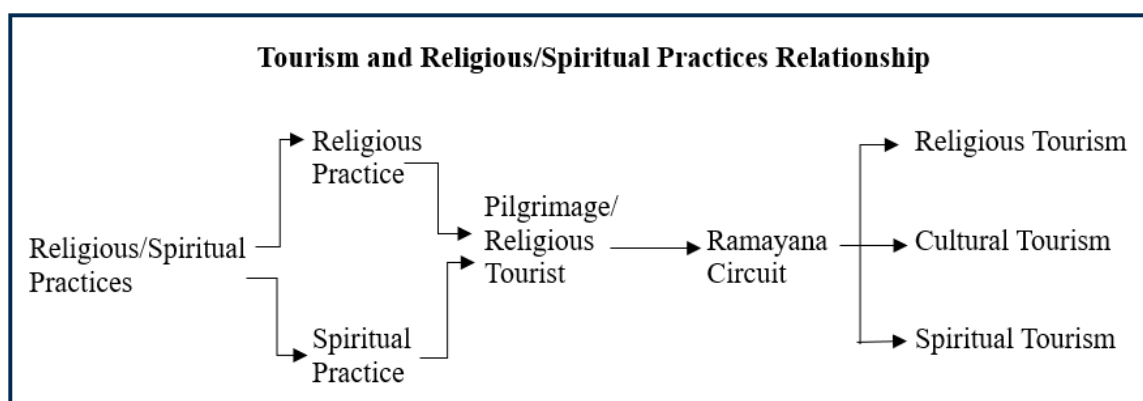 Tourism and Religious/Spiritual Practices Relationship
Religious/Spiritual
Practices
Religious
Practice
Spiritual
Practice
Pilgrimage/
Religious
Tourist
Ramayana
Circuit
Religious Tourism
Cultural Tourism
Spiritual Tourism